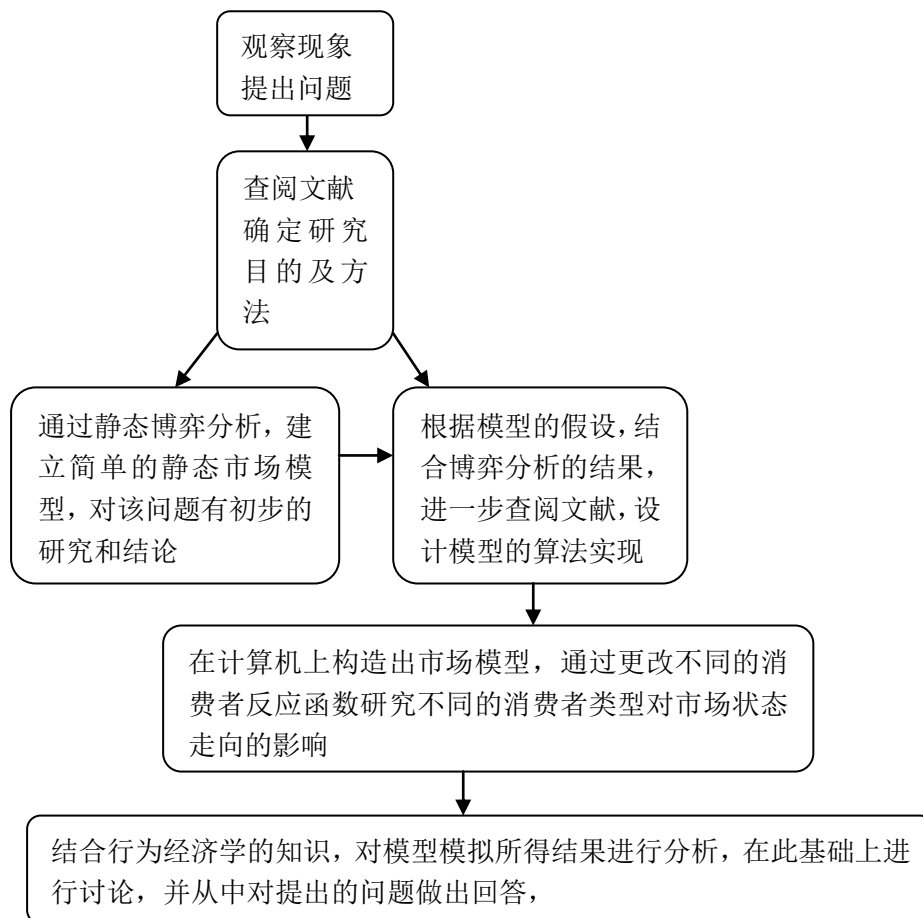 观察现象
提出问题
查阅文献
确定研究
目的及方
法
通过静态博弈分析，建
立简单的静态市场模
型，对该问题有初步的
研究和结论
根据模型的假设，结
合博弈分析的结果，
进一步查阅文献，设
计模型的算法实现
在计算机上构造出市场模型，通过更改不同的消
费者反应函数研究不同的消费者类型对市场状态
走向的影响
结合行为经济学的知识，对模型模拟所得结果进行分析，在此基础上进
行讨论，并从中对提出的问题做出回答，